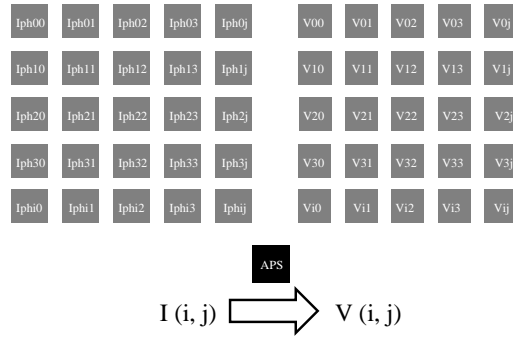 Iph00 Iph01 Iph02 Iph03 Iph0j V00 V01 V02 V03 V0j
Iph10 Iph11 Iph12 Iph13 Iph1j V10 V11 V12 V13 V1j
Iph20 Iph21 Iph22 Iph23 Iph2j V20 V21 V22 V23 V2j
Iph30 Iph31 Iph32 Iph33 Iph3j V30 V31 V32 V33 V3j
Iphi0 Iphi1 Iphi2 Iphi3 Iphij Vi0 Vi1 Vi2 Vi3 Vij
APS
I (i, j) V (i, j)